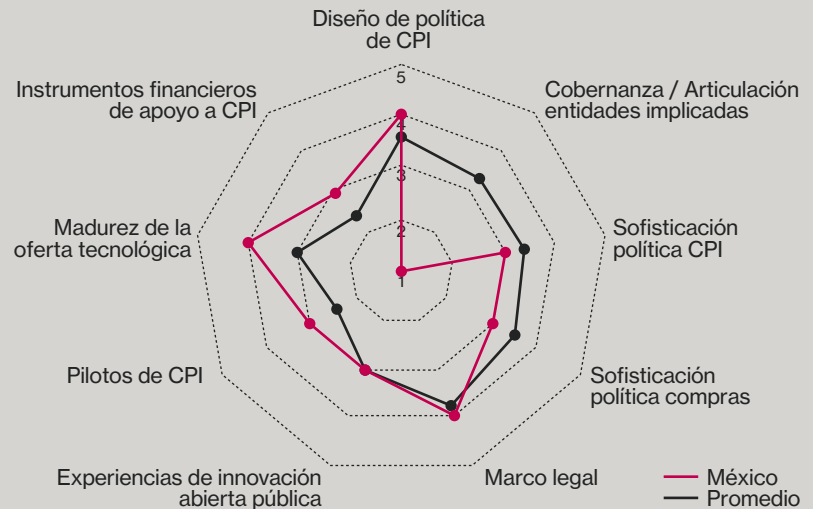 Diseño de política
de CPI
Instrumentos financieros
de apoyo a CPI
Cobernanza / Articulación
entidades implicadas
5
4
3
2
1
Madurez de la
oferta tecnológica
Sofisticación
política CPI
Pilotos de CPI
Sofisticación
política compras
Experiencias de innovación
abierta pública
Marco legal
México
Promedio